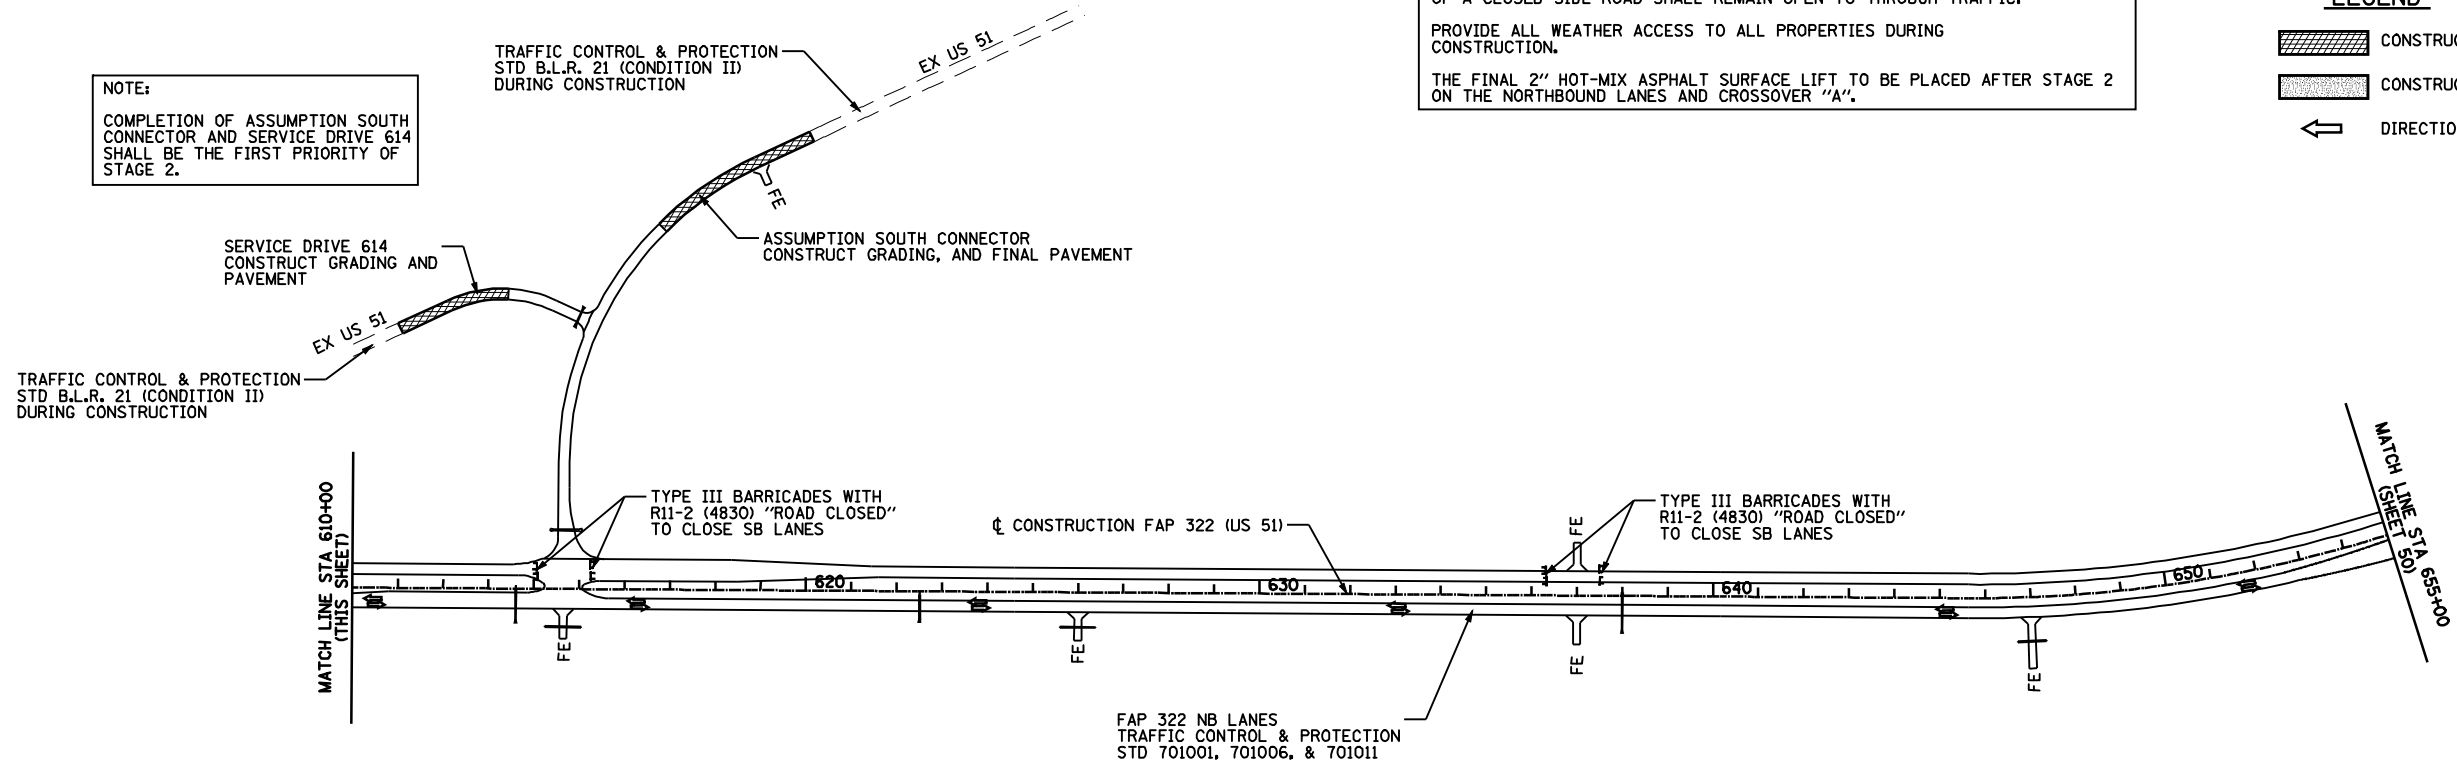 OF A CLOSED SIDE ROAD SHALL REMAIN OPEN TO THROUGH TRAFFIC.
PROVIDE ALL WEATHER ACCESS TO ALL PROPERTIES DURING
CONSTRUCTION.
THE FINAL 2" HOT-MIX ASPHALT SURFACE LIFT TO BE PLACED AFTER STAGE 2
ON THE NORTHBOUND LANES AND CROSSOVER "A".
LEGEND
CONSTRUC
CONSTRUC
DIRECTIO
NOTE:
COMPLETION OF ASSUMPTION SOUTH
CONNECTOR AND SERVICE DRIVE 614
SHALL BE THE FIRST PRIORITY OF
STAGE 2.
TRAFFIC CONTROL & PROTECTION
STD B.L.R. 21 (CONDITION II)
DURING CONSTRUCTION
EX US 51
FE
ASSUMPTION SOUTH CONNECTOR
CONSTRUCT GRADING, AND FINAL PAVEMENT
SERVICE DRIVE 614
CONSTRUCT GRADING AND
PAVEMENT
EX US 51
TRAFFIC CONTROL & PROTECTION
STD B.L.R. 21 (CONDITION II)
DURING CONSTRUCTION
MATCH LINE STA 610+00
(THIS SHEET)
TYPE III BARRICADES WITH
R11-2 (4830) "ROAD CLOSED"
TO CLOSE SB LANES
℄ CONSTRUCTION FAP 322 (US 51)
FE
TYPE III BARRICADES WITH
R11-2 (4830) "ROAD CLOSED"
TO CLOSE SB LANES
MATCH LINE STA 655+00
(SHEET 50)
620
630
640
650
FE
FE
FE
FE
FAP 322 NB LANES
TRAFFIC CONTROL & PROTECTION
STD 701001, 701006, & 701011